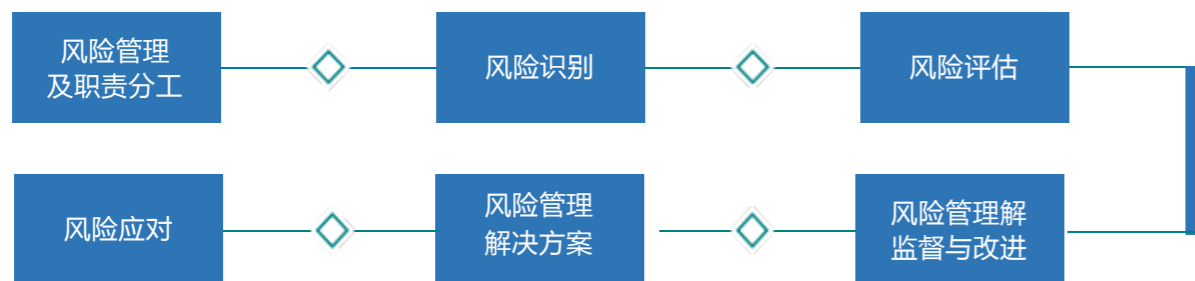 风险管理
及职责分工
风险识别
风险评估
风险应对
风险管理
解决方案
风险管理解
监督与改进